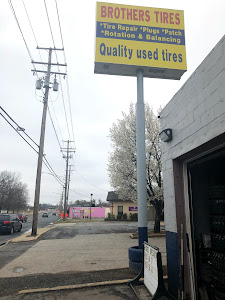 BROTHERS TIRES
*Tire Repair *Plugs *Patch
*Rotation & Balancing
Quality used tires